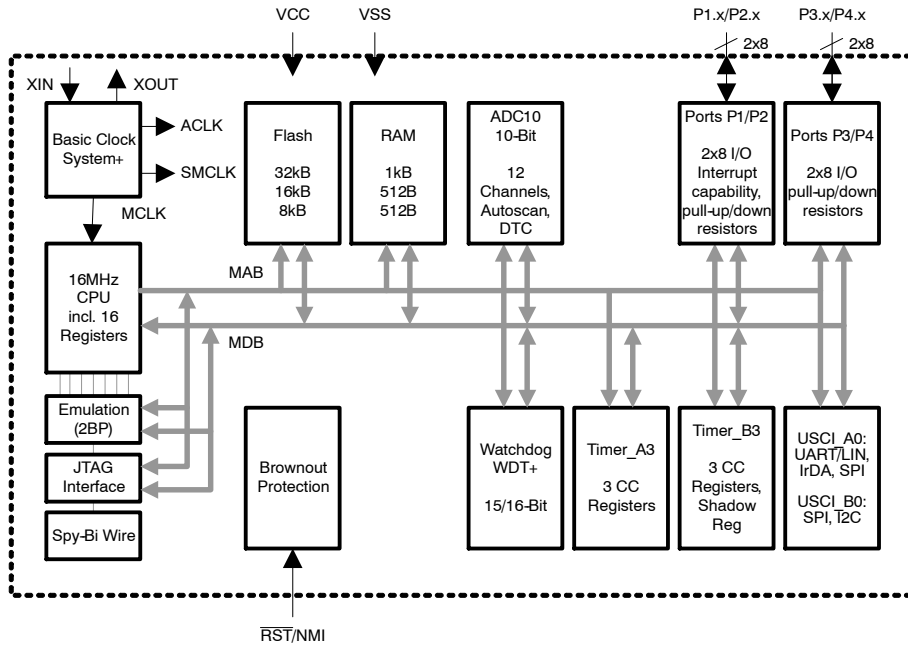 VCC
VSS
P1.x/P2.x
2x8
P3.x/P4.x
2x8
XIN
XOUT
Basic Clock
System+
ACLK
SMCLK
MCLK
Flash
32kB
16kB
8kB
RAM
1kB
512B
512B
ADC10
10-Bit
12
Channels,
Autoscan,
DTC
Ports P1/P2
2x8 I/O
Interrupt
capability,
pull-up/down
resistors
Ports P3/P4
2x8 I/O
pull-up/down
resistors
16MHz
CPU
incl. 16
Registers
MAB
MDB
Emulation
(2BP)
JTAG
Interface
Spy-Bi Wire
Brownout
Protection
Watchdog
WDT+
15/16-Bit
Timer_A3
3 CC
Registers
Timer_B3
3 CC
Registers,
Shadow
Reg
USCI_A0:
UART/LIN,
IrDA, SPI
USCI_B0:
SPI, I2C
RST/NMI